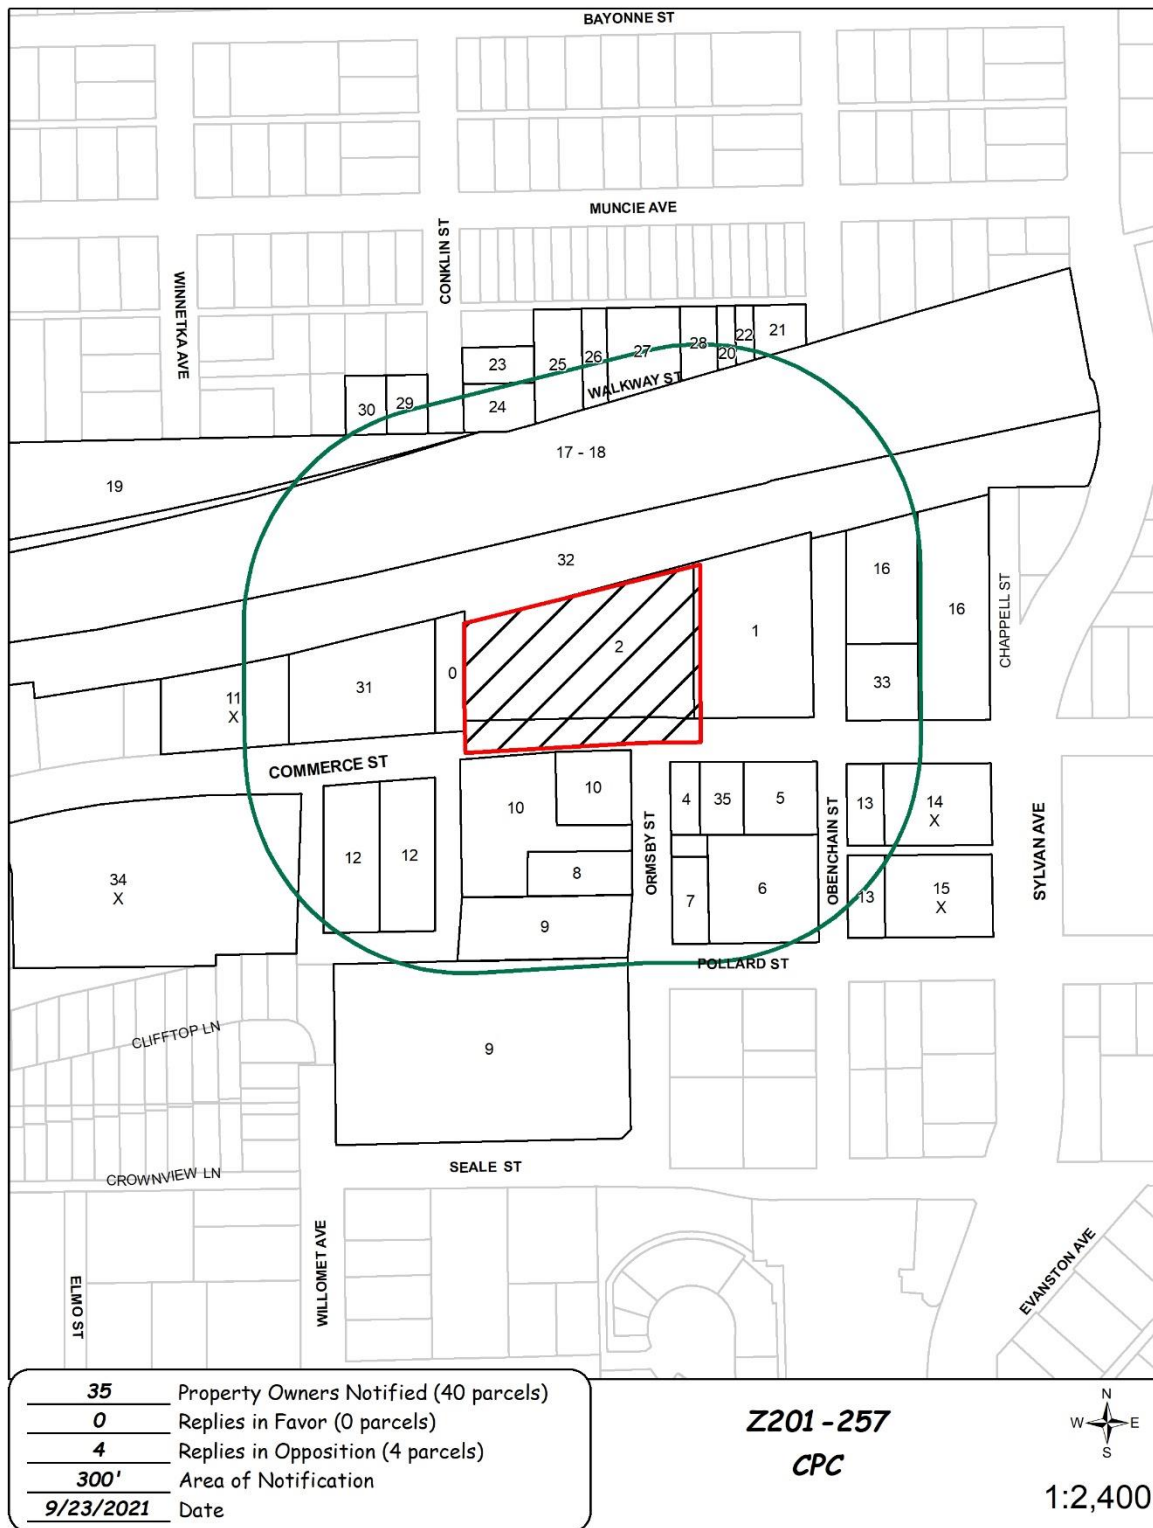 BAYONNE ST
MUNCIE AVE
CONKLIN ST
WINNETKA AVE
22
21
28
20
27
26
25
23
WALKWAY ST
24
29
30
17 - 18
19
32
16
16
CHAPPELL ST
2
1
0
31
33
11
X
COMMERCE ST
10
10
4
35
5
13
14
X
ORMSBY ST
OBENCHAIN ST
SYLVAN AVE
12
12
8
34
X
7
6
13
15
X
9
POLLARD ST
CLIFFTOP LN
9
SEALE ST
CROWNVIEW LN
WILLOMET AVE
ELMO ST
EVANSTON AVE
35 Property Owners Notified (40 parcels)
0 Replies in Favor (0 parcels)
4 Replies in Opposition (4 parcels)
300' Area of Notification
9/23/2021 Date
Z201-257
CPC
N
W E
S
1:2,400